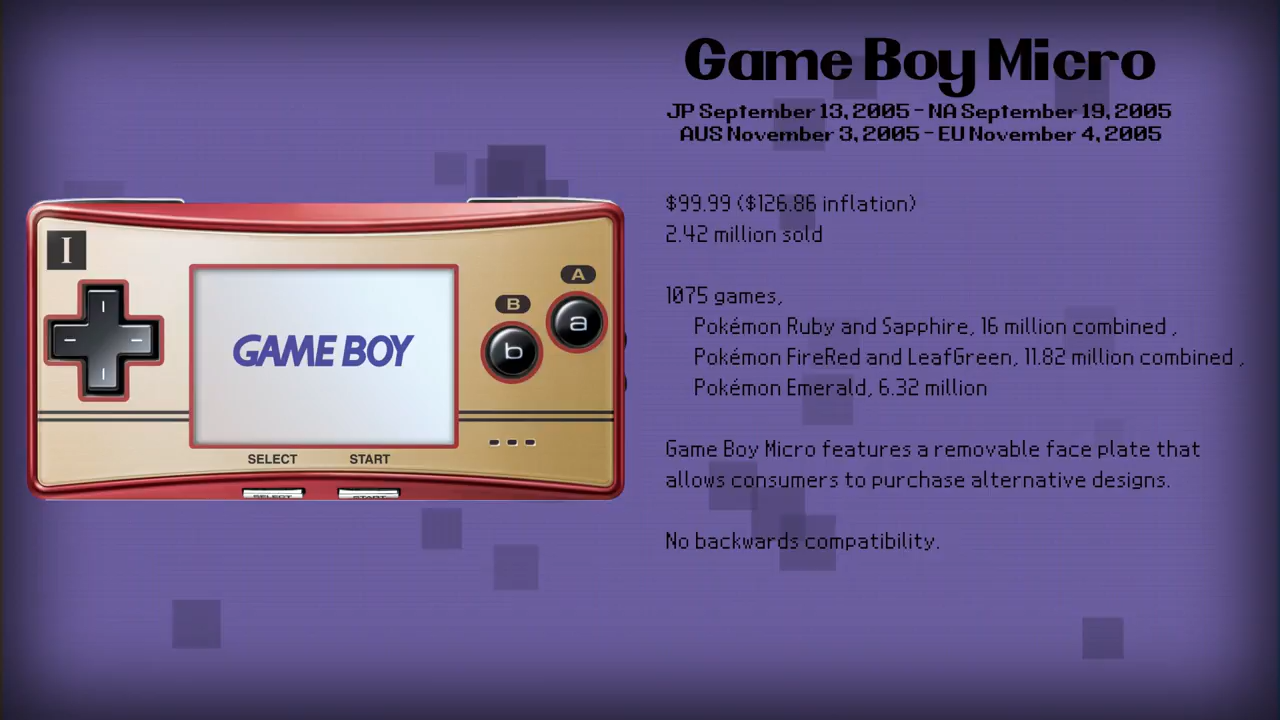 Game Boy Micro
JP September 13, 2005 - NA September 19, 2005
AUS November 3, 2005 - EU November 4, 2005
$99.99 ($126.86 inflation)
2.42 million sold
1075 games,
Pokémon Ruby and Sapphire, 16 million combined ,
Pokémon FireRed and LeafGreen, 11.82 million combined ,
Pokémon Emerald, 6.32 million
Game Boy Micro features a removable face plate that
allows consumers to purchase alternative designs.
No backwards compatibility.
I
A
a
B
b
GAME BOY
SELECT START
SELECT START